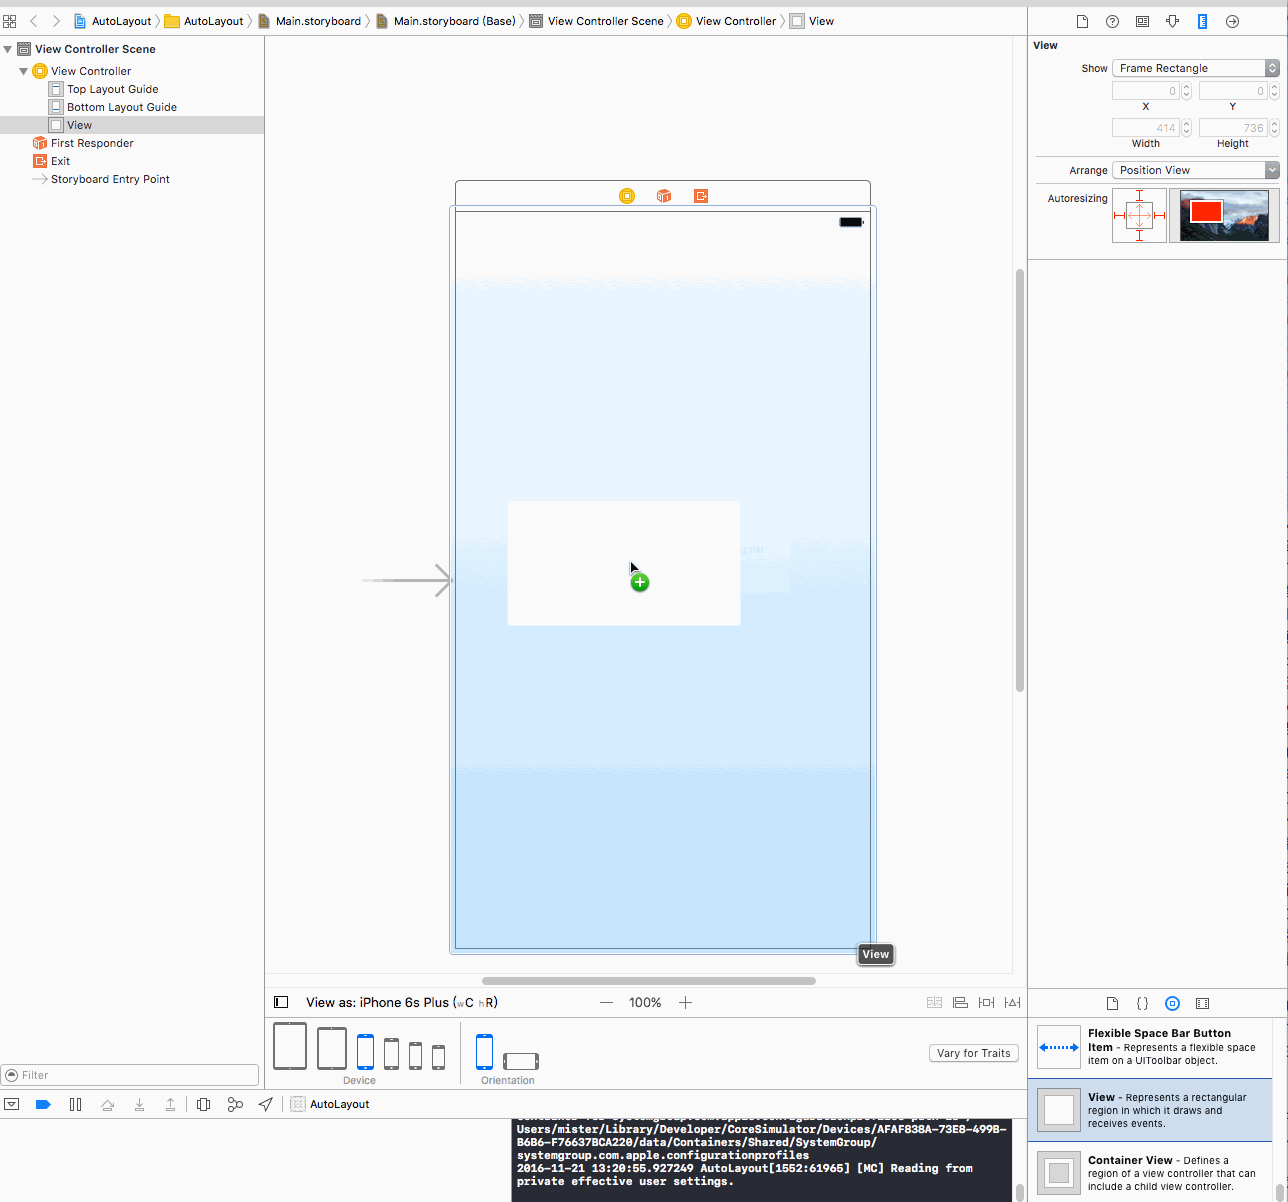 AutoLayout AutoLayout Main.storyboard Main.storyboard (Base) View Controller Scene View Controller View
View Controller Scene
View Controller
Top Layout Guide
Bottom Layout Guide
View
First Responder
Exit
Storyboard Entry Point
Filter
gular
View
View as: iPhone 6s Plus (wC hR)
100%
Device
Orientation
Vary for Traits
AutoLayout
Users/mister/Library/Developer/CoreSimulator/Devices/AFAF838A-73E8-499B-
B6B6-F76637BCA220/data/Containers/Shared/SystemGroup/
systemgroup.com.apple.configurationprofiles
2016-11-21 13:20:55.927249 AutoLayout[1552:61965] [MC] Reading from
private effective user settings.
View
Show Frame Rectangle
0 0
X Y
414 736
Width Height
Arrange Position View
Autoresizing
Flexible Space Bar Button
Item - Represents a flexible space
item on a UIToolbar object.
View - Represents a rectangular
region in which it draws and
receives events.
Container View - Defines a
region of a view controller that can
include a child view controller.